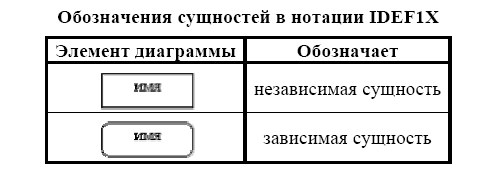 Обозначения сущностей в нотации IDEF1X
Элемент диаграммы Обозначает
имя независимая сущность
имя зависимая сущность